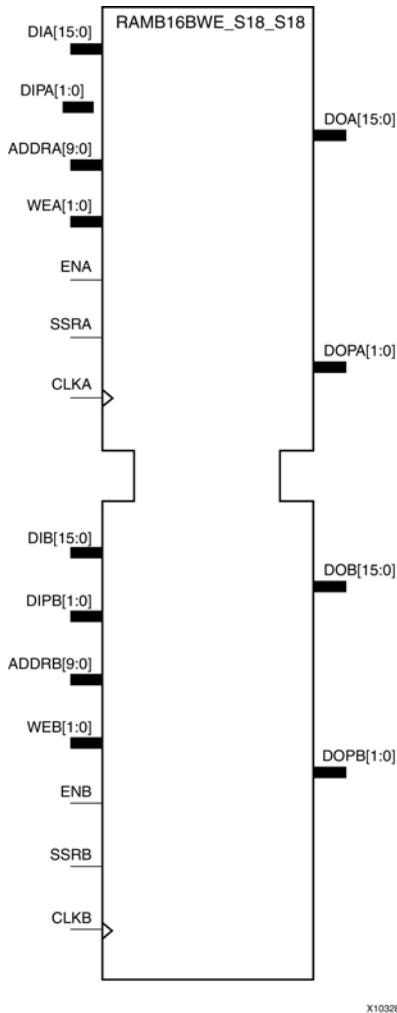 RAMB16BWE_S18_S18
DIA[15:0]
DIPA[1:0]
DOA[15:0]
ADDRA[9:0]
WEA[1:0]
ENA
SSRA
DOPA[1:0]
CLKA
DIB[15:0]
DOB[15:0]
DIPB[1:0]
ADDRB[9:0]
WEB[1:0]
DOPB[1:0]
ENB
SSRB
CLKB
X10328